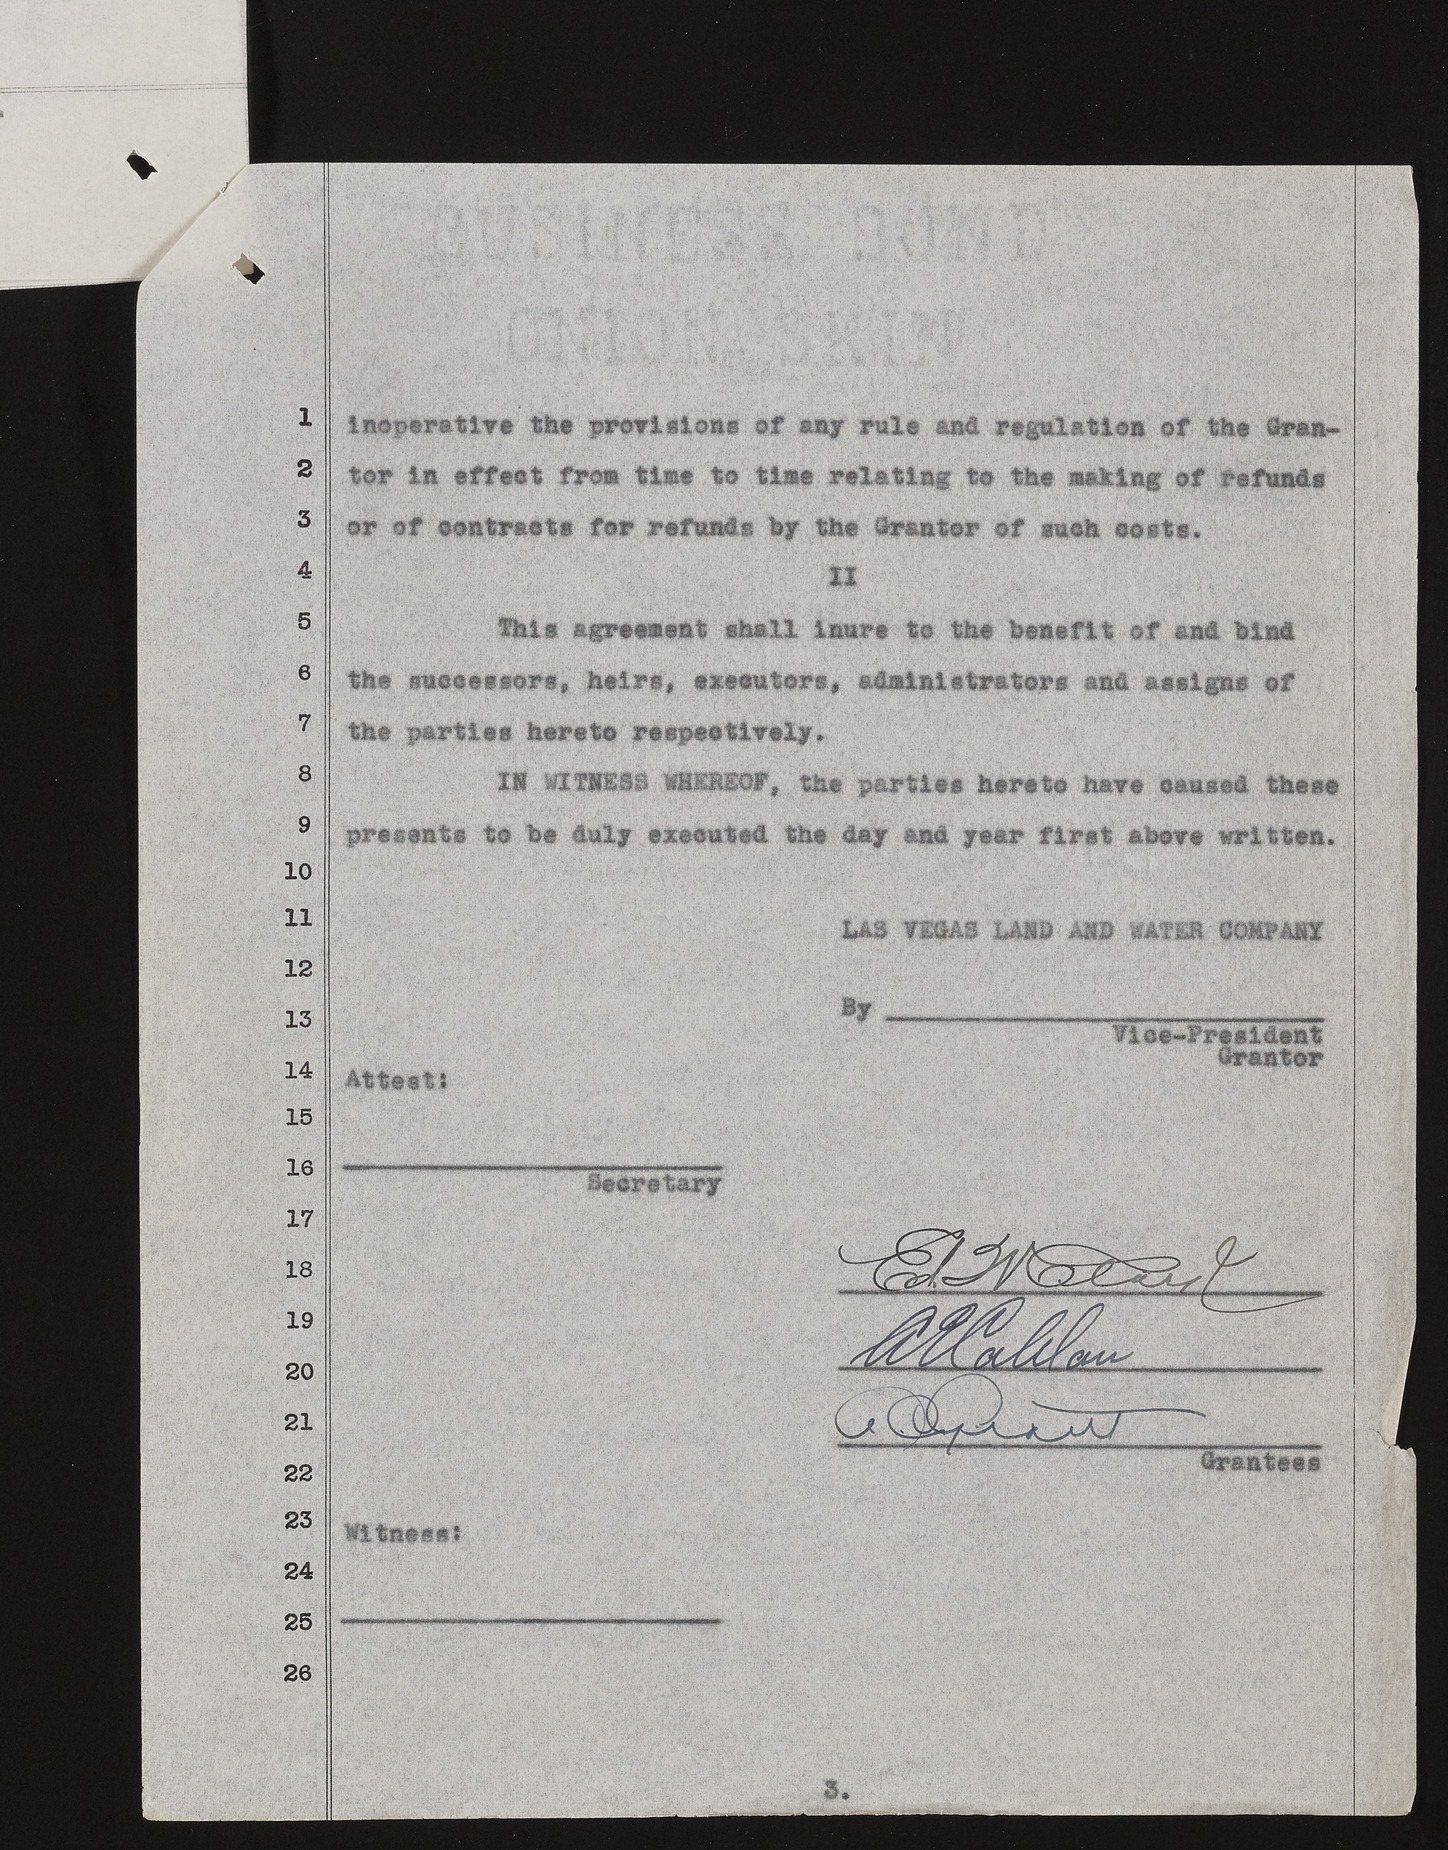 1 inoperative the provisions of any rule and regulation of the Gran-
2 tor in effect from time to time relating to the making of refunds
3 or of contracts for refunds by the Grantor of such costs.
4 II
5 This agreement shall inure to the benefit of and bind
6 the successors, heirs, executors, administrators and assigns of
7 the parties hereto respectively.
8 IN WITNESS WHEREOF, the parties hereto have caused these
9 presents to be duly executed the day and year first above written.
10
11 LAS VEGAS LAND AND WATER COMPANY
12
13 By
Vice-President
Grantor
14 Attest:
15
16
Secretary
17
18 Ed. W
19
20 A E Cahlan
21
Grantees
22
23 Witness:
24
25
26
3.